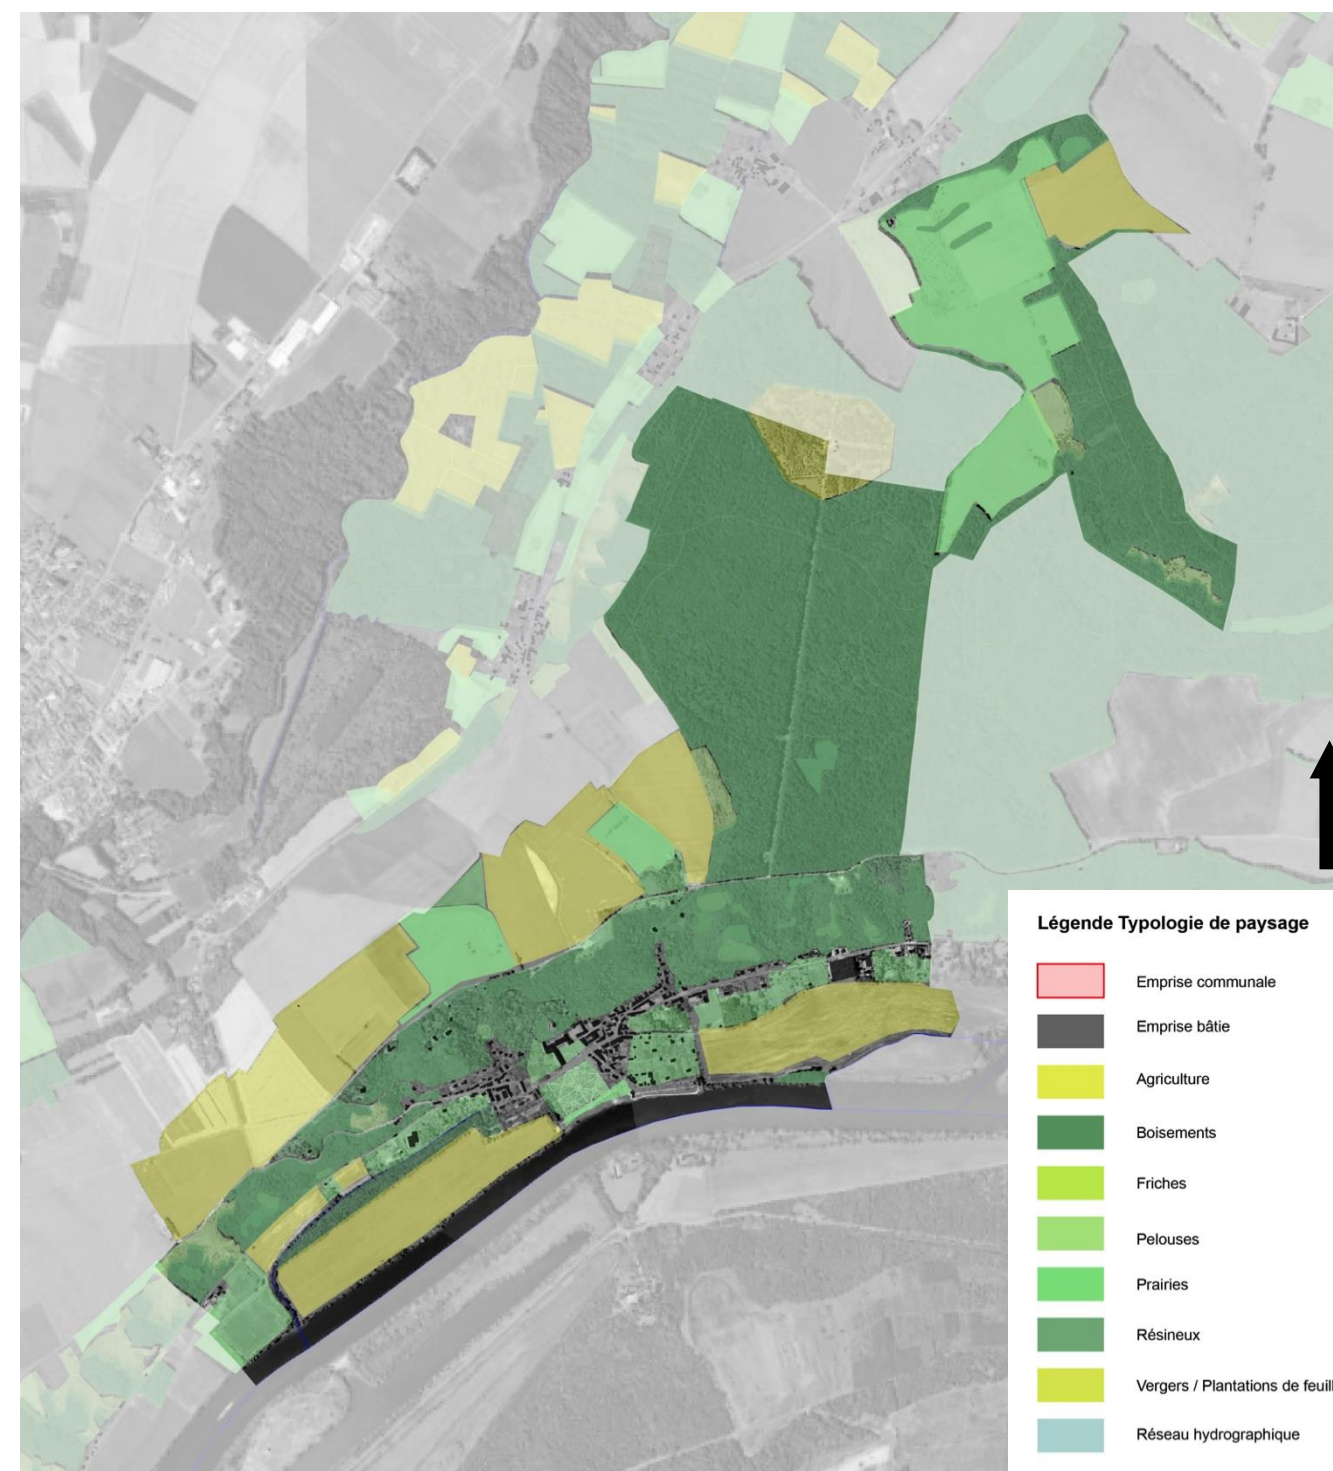 Légende Typologie de paysage
Emprise communale
Emprise bâtie
Agriculture
Boisements
Friches
Pelouses
Prairies
Résineux
Vergers / Plantations de feuill
Réseau hydrographique